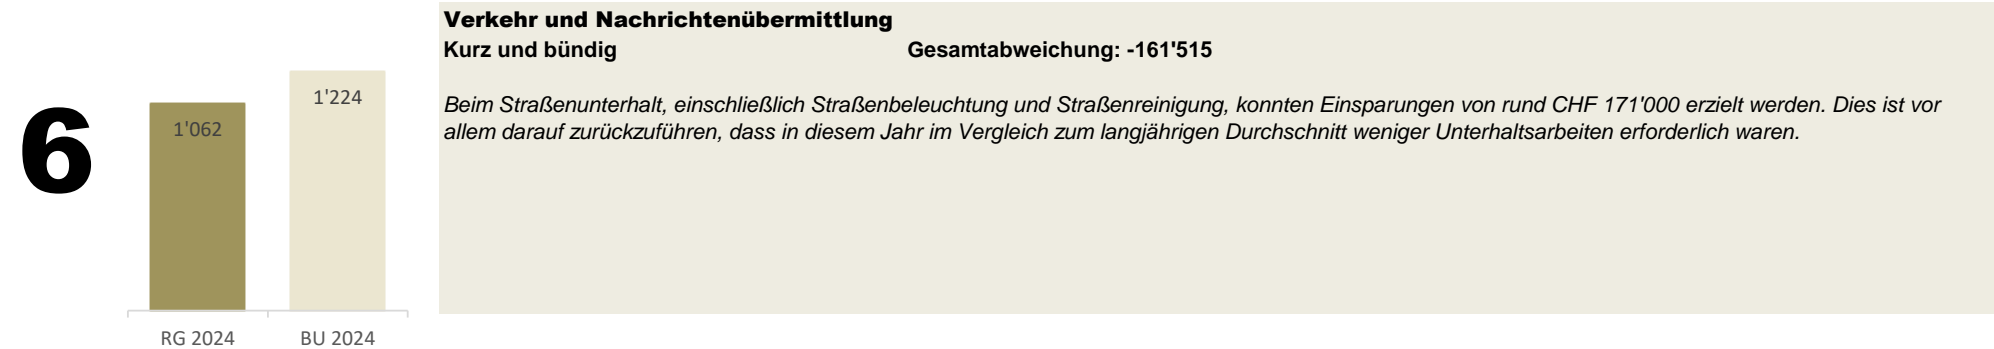 6
1'062
1'224
RG 2024
BU 2024
Verkehr und Nachrichtenübermittlung
Kurz und bündig Gesamtabweichung: -161'515
Beim Straßenunterhalt, einschließlich Straßenbeleuchtung und Straßenreinigung, konnten Einsparungen von rund CHF 171'000 erzielt werden. Dies ist vor
allem darauf zurückzuführen, dass in diesem Jahr im Vergleich zum langjährigen Durchschnitt weniger Unterhaltsarbeiten erforderlich waren.